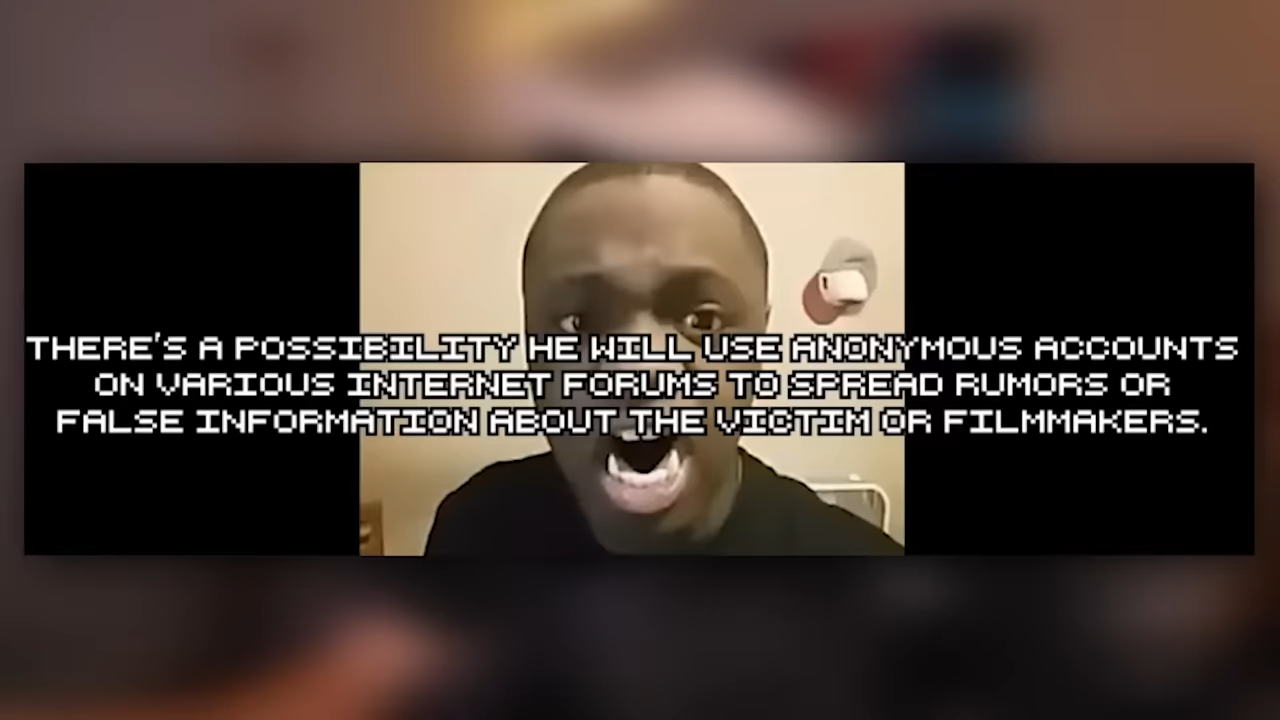 THERE'S A POSSIBILITY HE WILL USE ANONYMOUS ACCOUNTS
ON VARIOUS INTERNET FORUMS TO SPREAD RUMORS OR
FALSE INFORMATION ABOUT THE VICTIM OR FILMMAKERS.